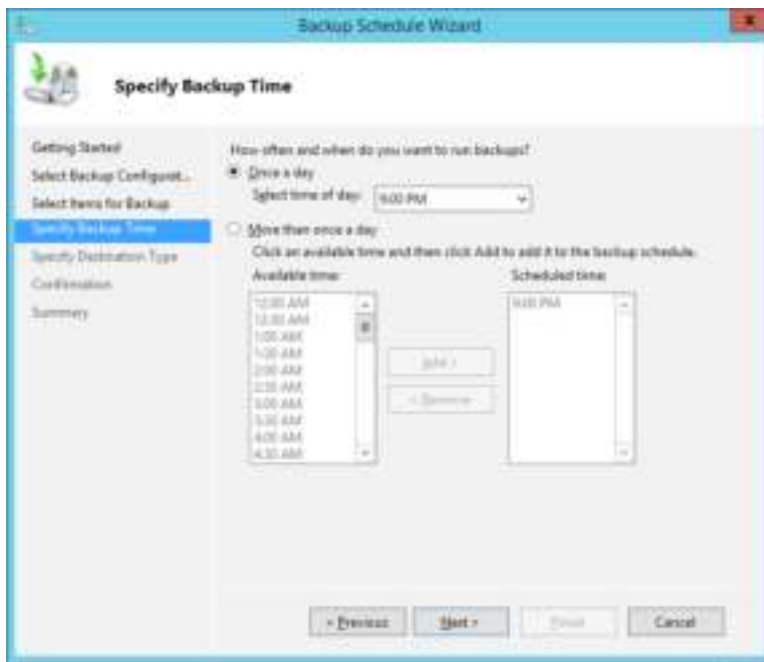 Backup Schedule Wizard
Specify Backup Time
Getting Started
Select Backup Configurat...
Select Items for Backup
Specify Backup Time
Specify Destination Type
Confirmation
Summary
How often and when do you want to run backups?
Once a day
Select time of day: 9:00 PM
More than once a day
Click an available time and then click Add to add it to the backup schedule.
Available time:
Scheduled time:
12:00 AM
12:30 AM
1:00 AM
1:30 AM
2:00 AM
2:30 AM
3:00 AM
3:30 AM
4:00 AM
4:30 AM
Add >
< Remove
9:00 PM
< Previous
Next >
Finish
Cancel